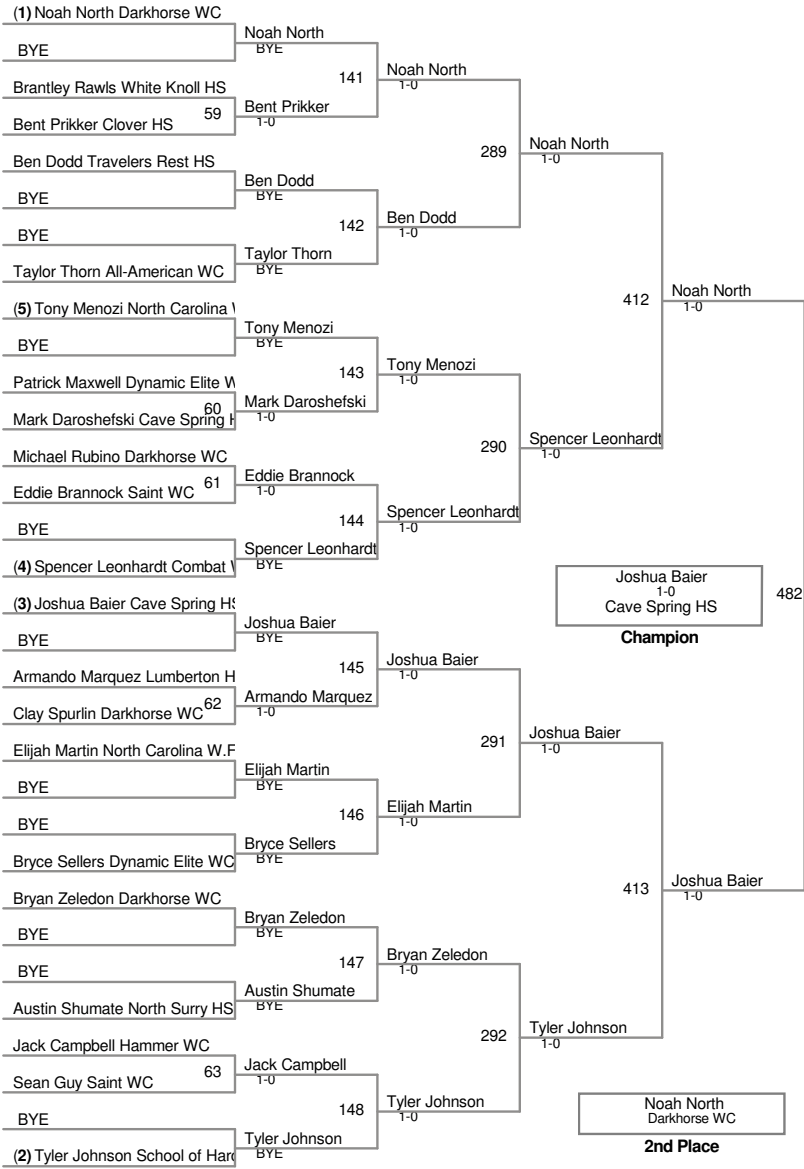 (1) Noah North Darkhorse WC
BYE
Brantley Rawls White Knoll HS
59
Bent Prikker Clover HS
Ben Dodd Travelers Rest HS
BYE
BYE
Taylor Thorn All-American WC
(5) Tony Menozi North Carolina
BYE
Patrick Maxwell Dynamic Elite W
60
Mark Daroshefski Cave Spring H
Michael Rubino Darkhorse WC
61
Eddie Brannock Saint WC
BYE
(4) Spencer Leonhardt Combat
(3) Joshua Baier Cave Spring HS
BYE
Armando Marquez Lumberton H
62
Clay Spurlin Darkhorse WC
Elijah Martin North Carolina W.F
BYE
BYE
Bryce Sellers Dynamic Elite WC
Bryan Zeledon Darkhorse WC
BYE
BYE
Austin Shumate North Surry HS
Jack Campbell Hammer WC
63
Sean Guy Saint WC
BYE
(2) Tyler Johnson School of Hard
Noah North
BYE
141
Bent Prikker
1-0
Ben Dodd
BYE
142
Taylor Thorn
BYE
Tony Menozi
BYE
143
Mark Daroshefski
1-0
Eddie Brannock
1-0
144
Spencer Leonhardt
BYE
Joshua Baier
BYE
145
Armando Marquez
1-0
Elijah Martin
BYE
146
Bryce Sellers
BYE
Bryan Zeledon
BYE
147
Austin Shumate
BYE
Jack Campbell
1-0
148
Tyler Johnson
BYE
Noah North
1-0
289
Ben Dodd
1-0
Tony Menozi
1-0
290
Spencer Leonhardt
1-0
Joshua Baier
1-0
291
Elijah Martin
1-0
Bryan Zeledon
1-0
292
Tyler Johnson
1-0
Noah North
1-0
412
Spencer Leonhardt
1-0
Joshua Baier
1-0
413
Tyler Johnson
1-0
Noah North
1-0
482
Joshua Baier
1-0
Joshua Baier
1-0
Cave Spring HS
Champion
Noah North
Darkhorse WC
2nd Place